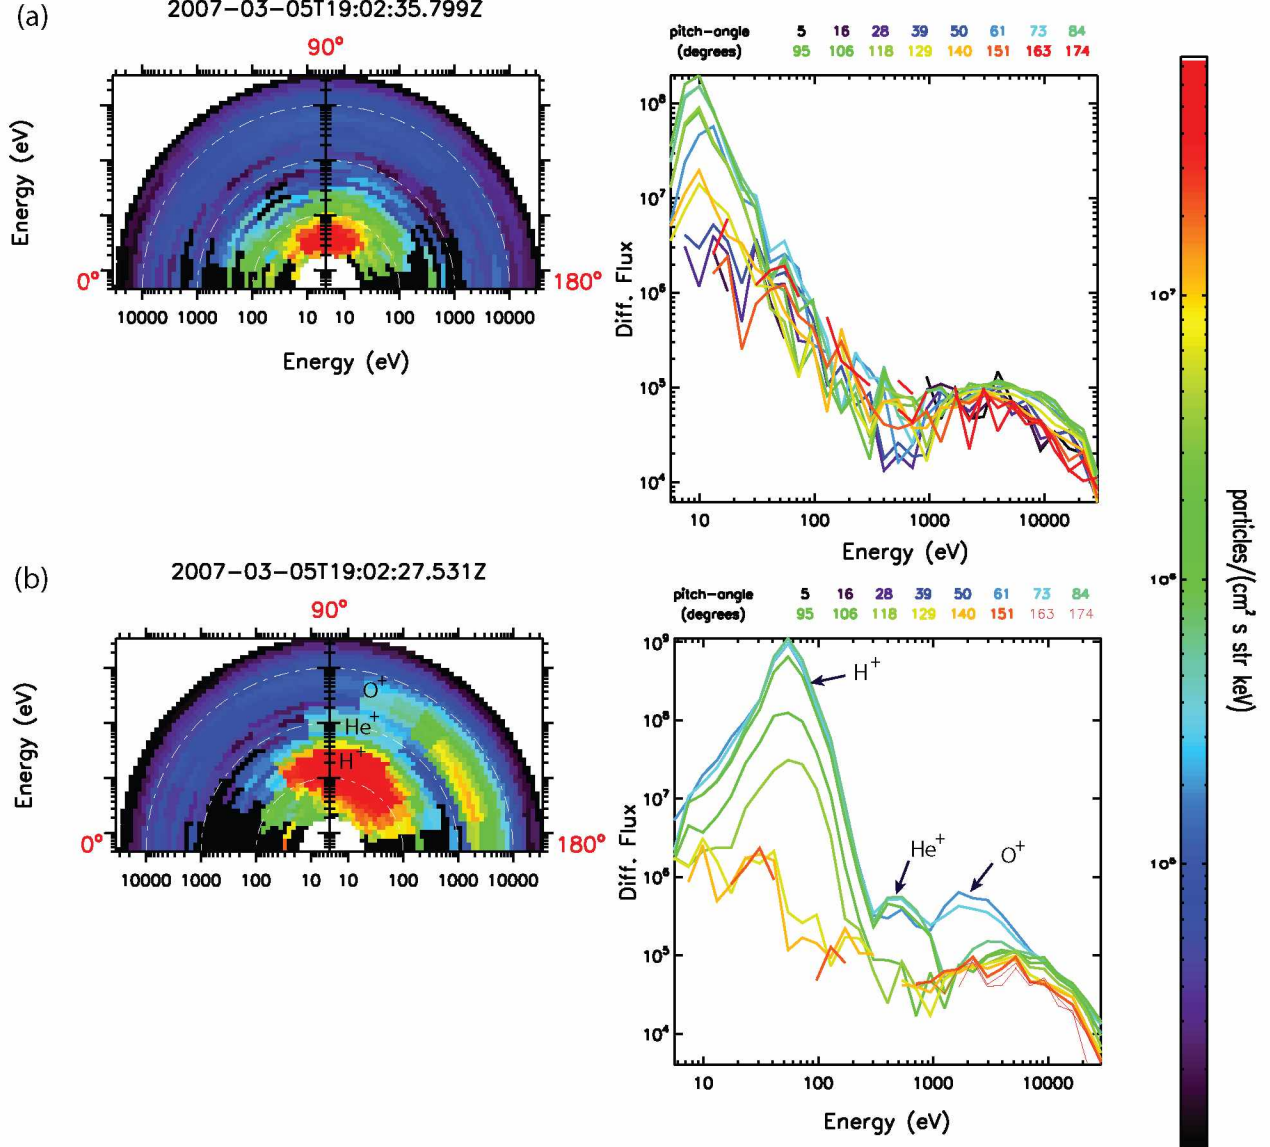 (a)
2007-03-05T19:02:35.799Z
90°
Energy (eV)
0°
180°
10000 1000 100 10 10 100 1000 10000
Energy (eV)
pitch-angle 5 16 28 39 50 61 73 84
(degrees) 95 106 118 129 140 151 163 174
Diff. Flux
10⁸
10⁷
10⁶
10⁵
10⁴
10 100 1000 10000
Energy (eV)
(b)
2007-03-05T19:02:27.531Z
90°
Energy (eV)
O⁺
He⁺
H⁺
0°
180°
10000 1000 100 10 10 100 1000 10000
Energy (eV)
pitch-angle 5 16 28 39 50 61 73 84
(degrees) 95 106 118 129 140 151 163 174
Diff. Flux
10⁹
10⁸
10⁷
10⁶
10⁵
10⁴
H⁺
He⁺
O⁺
10 100 1000 10000
Energy (eV)
10⁷
10⁶
10⁵
particles/(cm² s str keV)